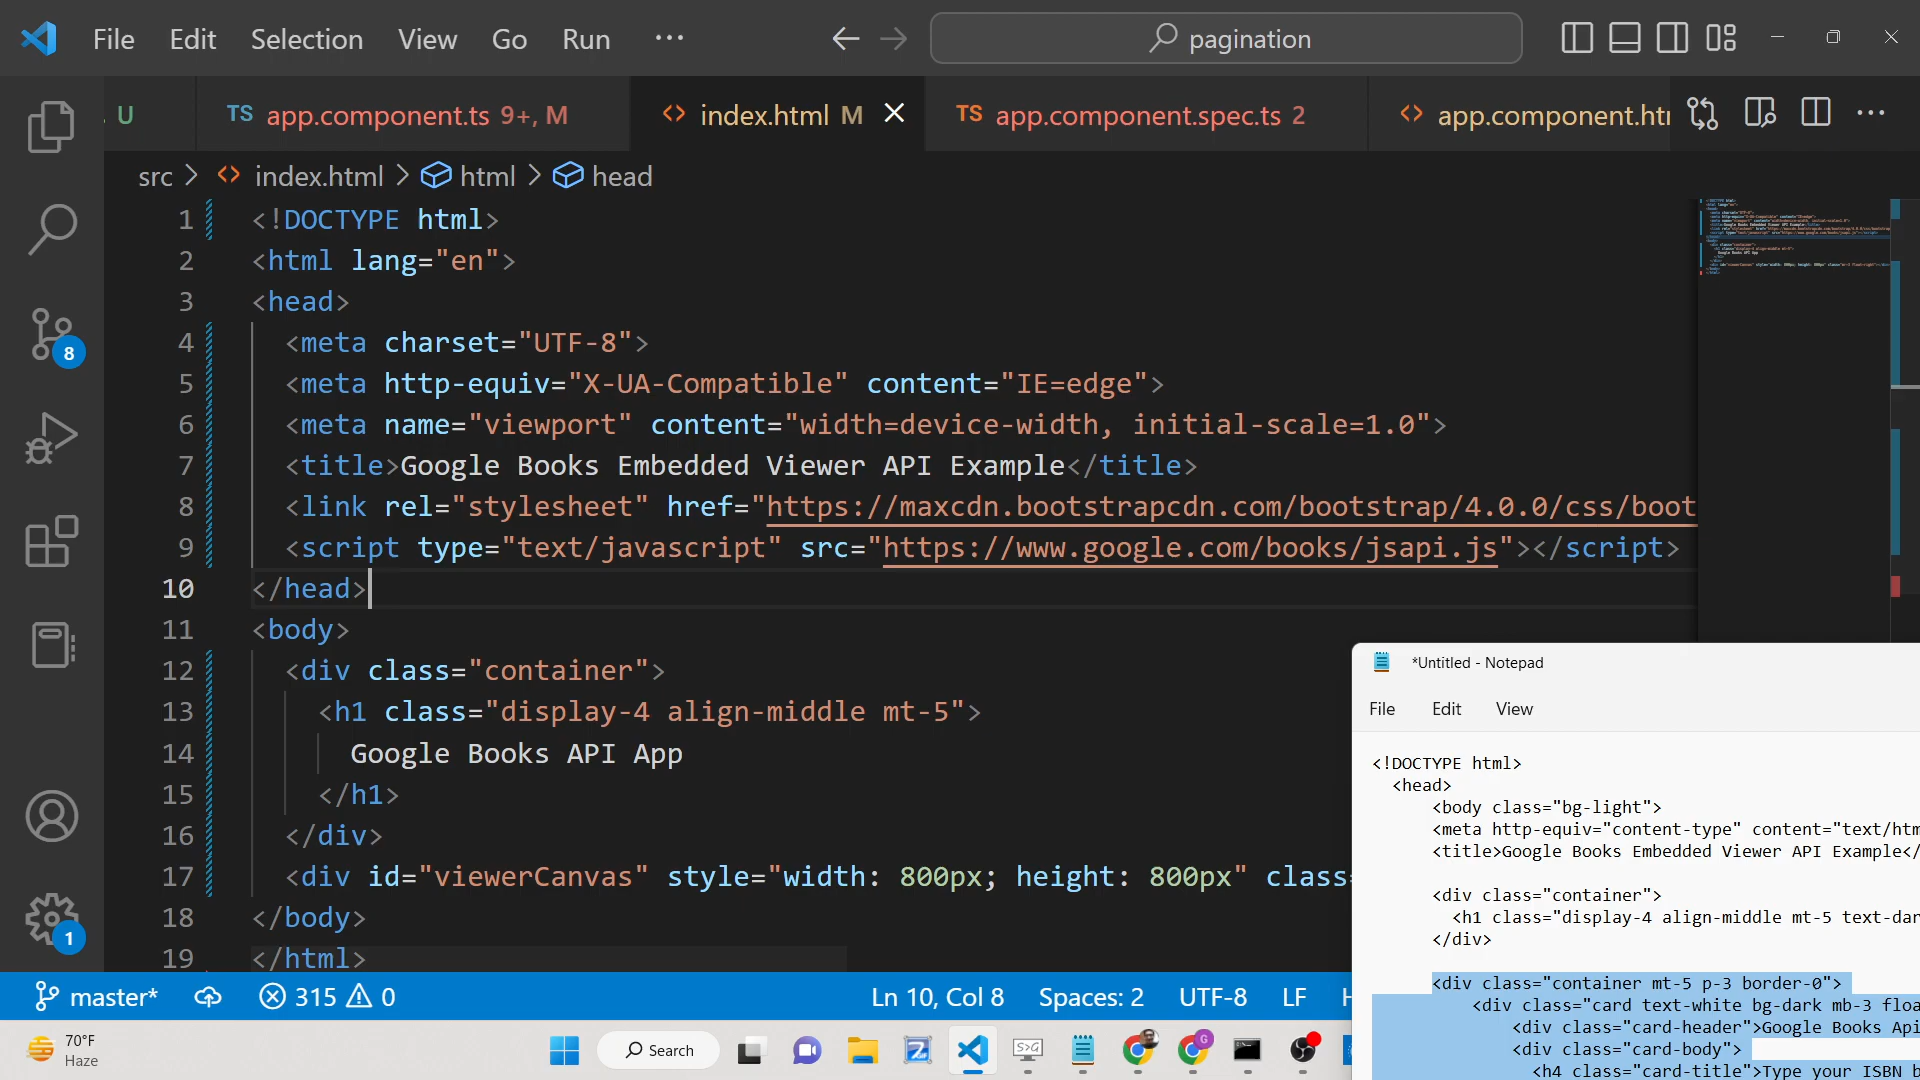 File Edit Selection View Go Run ··· pagination
U TS app.component.ts 9+, M <> index.html M TS app.component.spec.ts 2 <> app.component.htm
src > <> index.html > html > head
1 <!DOCTYPE html>
2 <html lang="en">
3 <head>
4 <meta charset="UTF-8">
5 <meta http-equiv="X-UA-Compatible" content="IE=edge">
6 <meta name="viewport" content="width=device-width, initial-scale=1.0">
7 <title>Google Books Embedded Viewer API Example</title>
8 <link rel="stylesheet" href="https://maxcdn.bootstrapcdn.com/bootstrap/4.0.0/css/boot
9 <script type="text/javascript" src="https://www.google.com/books/jsapi.js"></script>
10 </head>
11 <body>
12 <div class="container">
13 <h1 class="display-4 align-middle mt-5">
14 Google Books API App
15 </h1>
16 </div>
17 <div id="viewerCanvas" style="width: 800px; height: 800px" class=
18 </body>
19 </html>
8
1
*Untitled - Notepad
File Edit View
<!DOCTYPE html>
<head>
<body class="bg-light">
<meta http-equiv="content-type" content="text/htm
<title>Google Books Embedded Viewer API Example</
<div class="container">
<h1 class="display-4 align-middle mt-5 text-dar
</div>
<div class="container mt-5 p-3 border-0">
<div class="card text-white bg-dark mb-3 floa
<div class="card-header">Google Books Api
<div class="card-body">
<h4 class="card-title">Type your ISBN b
master* 315 0 Ln 10, Col 8 Spaces: 2 UTF-8 LF H
70°F
Haze
Search